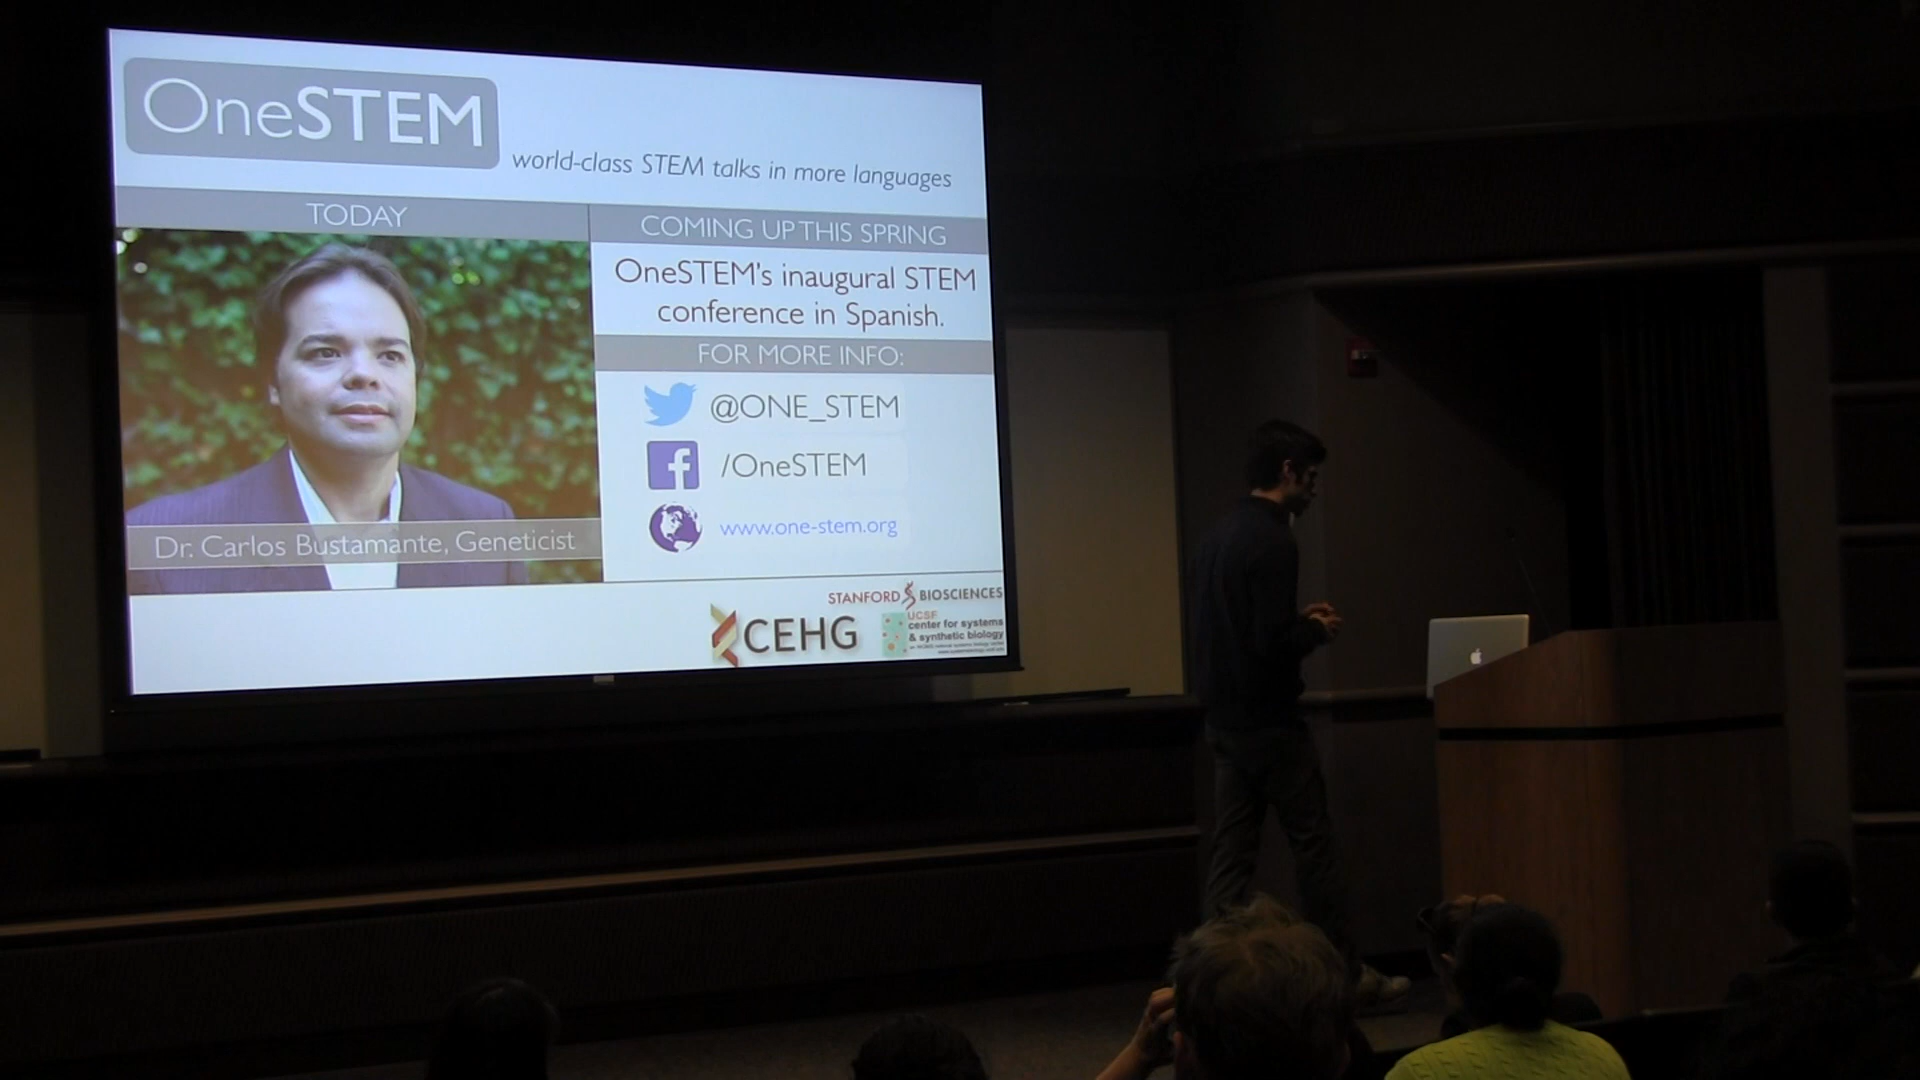 OneSTEM
world-class STEM talks in more languages
TODAY
Dr. Carlos Bustamante, Geneticist
COMING UP THIS SPRING
OneSTEM's inaugural STEM
conference in Spanish.
FOR MORE INFO:
@ONE_STEM
/OneSTEM
www.one-stem.org
STANFORD BIOSCIENCES
CEHG
UCSF
center for systems
& synthetic biology